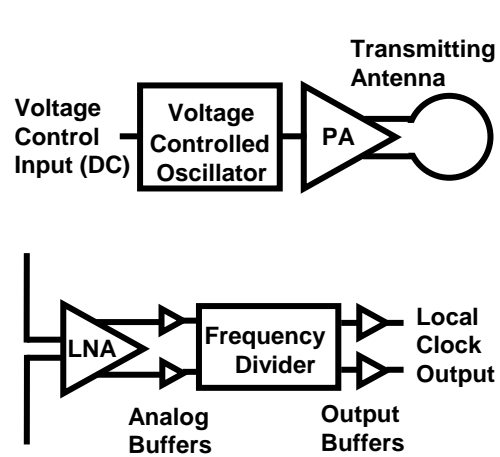 Transmitting
Antenna
Voltage
Control
Input (DC)
Voltage
Controlled
Oscillator
PA
LNA
Frequency
Divider
Local
Clock
Output
Analog
Buffers
Output
Buffers